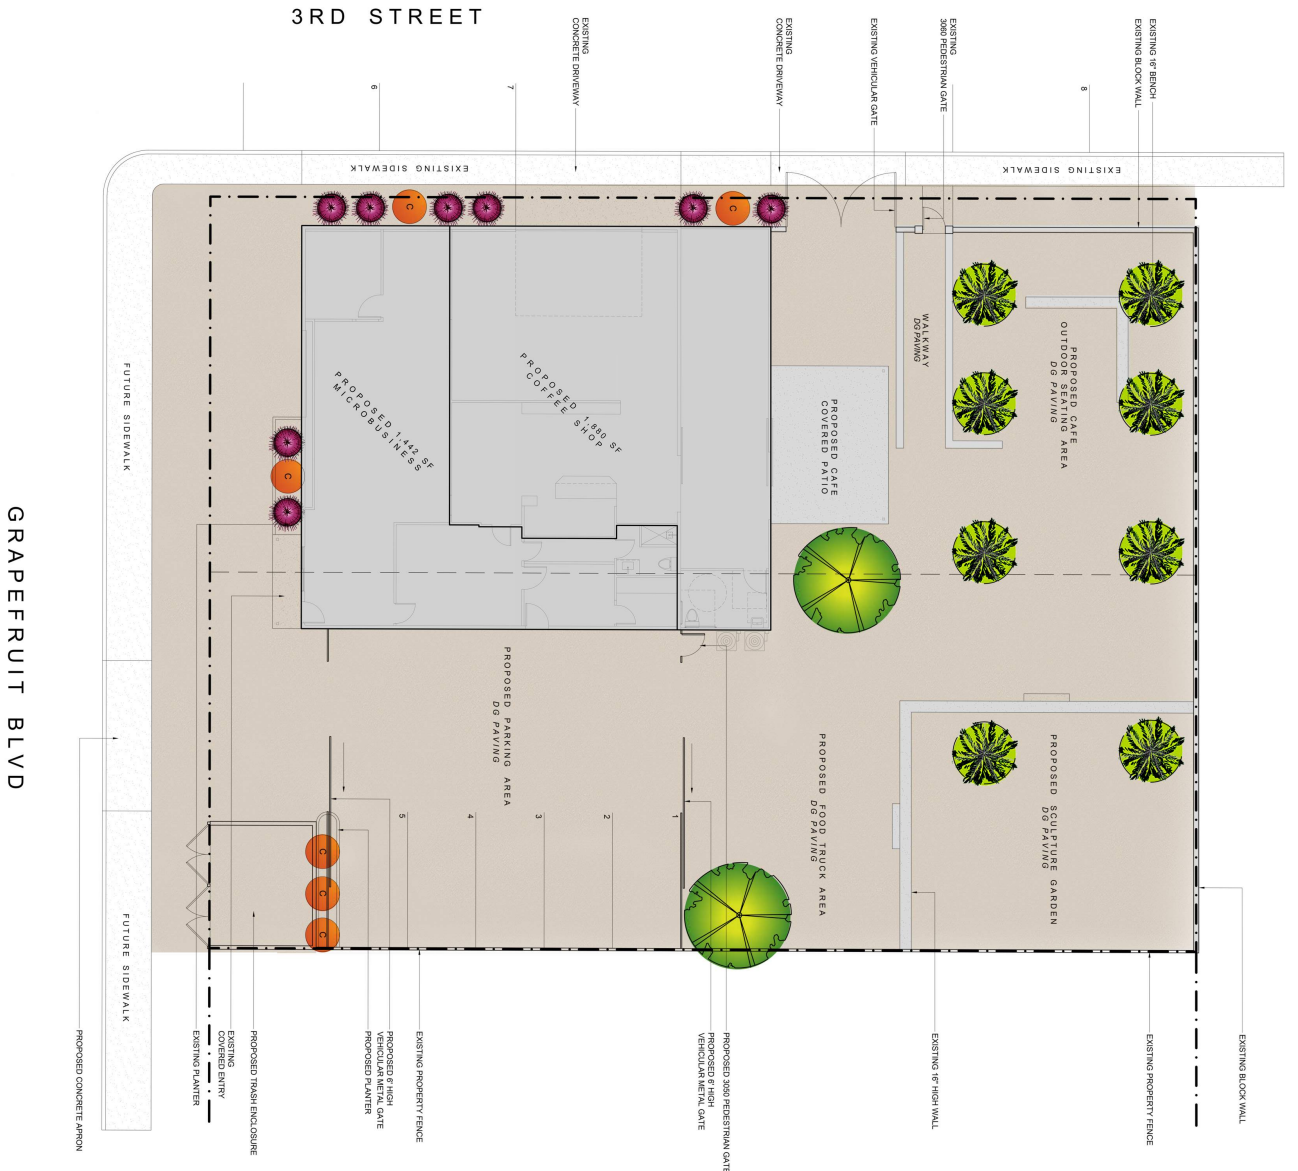 3RD STREET
EXISTING
CONCRETE DRIVEWAY
EXISTING
CONCRETE DRIVEWAY
EXISTING VEHICULAR GATE
EXISTING
3060 PEDESTRIAN GATE
EXISTING 16" BENCH
EXISTING BLOCK WALL
6
7
8
EXISTING SIDEWALK
EXISTING SIDEWALK
C
C
WALKWAY
DG PAVING
PROPOSED CAFE
OUTDOOR SEATING AREA
DG PAVING
PROPOSED 1,442 SF
MICROBUSINESS
PROPOSED 1,880 SF
COFFEE SHOP
PROPOSED CAFE
COVERED PATIO
FUTURE SIDEWALK
C
GRAPEFRUIT BLVD
PROPOSED PARKING AREA
DG PAVING
PROPOSED FOOD TRUCK AREA
DG PAVING
PROPOSED SCULPTURE GARDEN
DG PAVING
5
4
3
2
1
C
C
C
FUTURE SIDEWALK
PROPOSED CONCRETE APRON
EXISTING PLANTER
EXISTING
COVERED ENTRY
PROPOSED TRASH ENCLOSURE
PROPOSED PLANTER
PROPOSED 6' HIGH
VEHICULAR METAL GATE
EXISTING PROPERTY FENCE
PROPOSED 6' HIGH
VEHICULAR METAL GATE
PROPOSED 3050 PEDESTRIAN GATE
EXISTING 16" HIGH WALL
EXISTING PROPERTY FENCE
EXISTING BLOCK WALL